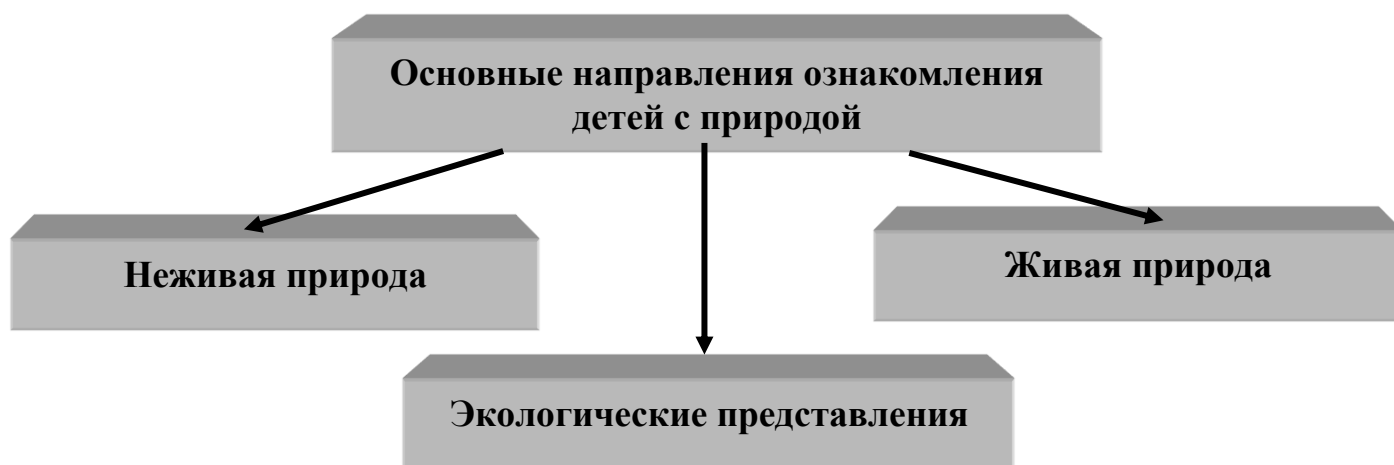 Основные направления ознакомления
детей с природой
Неживая природа
Живая природа
Экологические представления